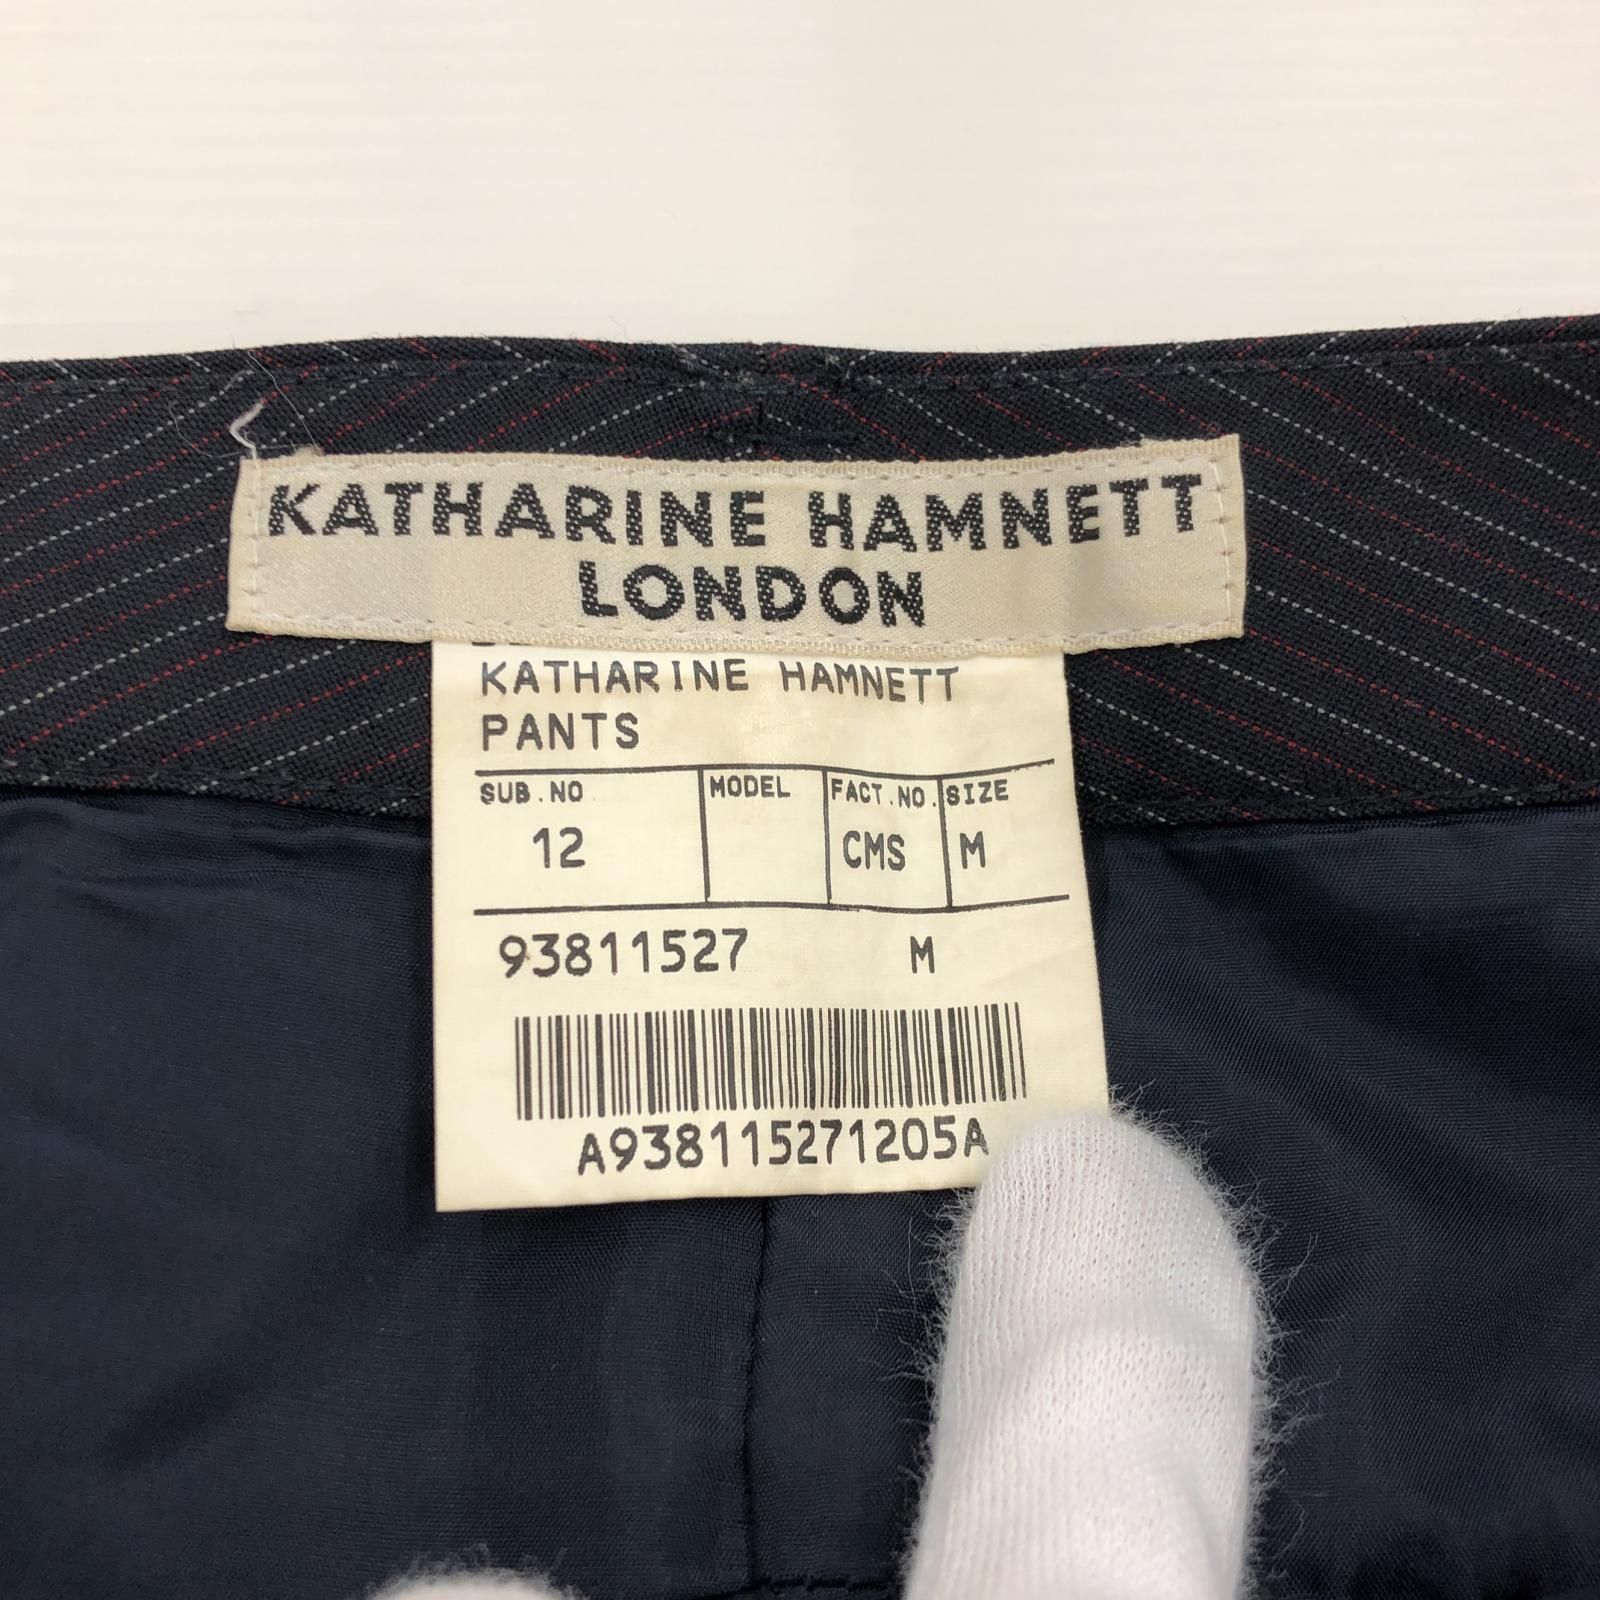 KATHARINE HAMNETT
LONDON
KATHARINE HAMNETT
PANTS
SUB.NO MODEL FACT.NO. SIZE
12 CMS M
93811527 M
A938115271205A